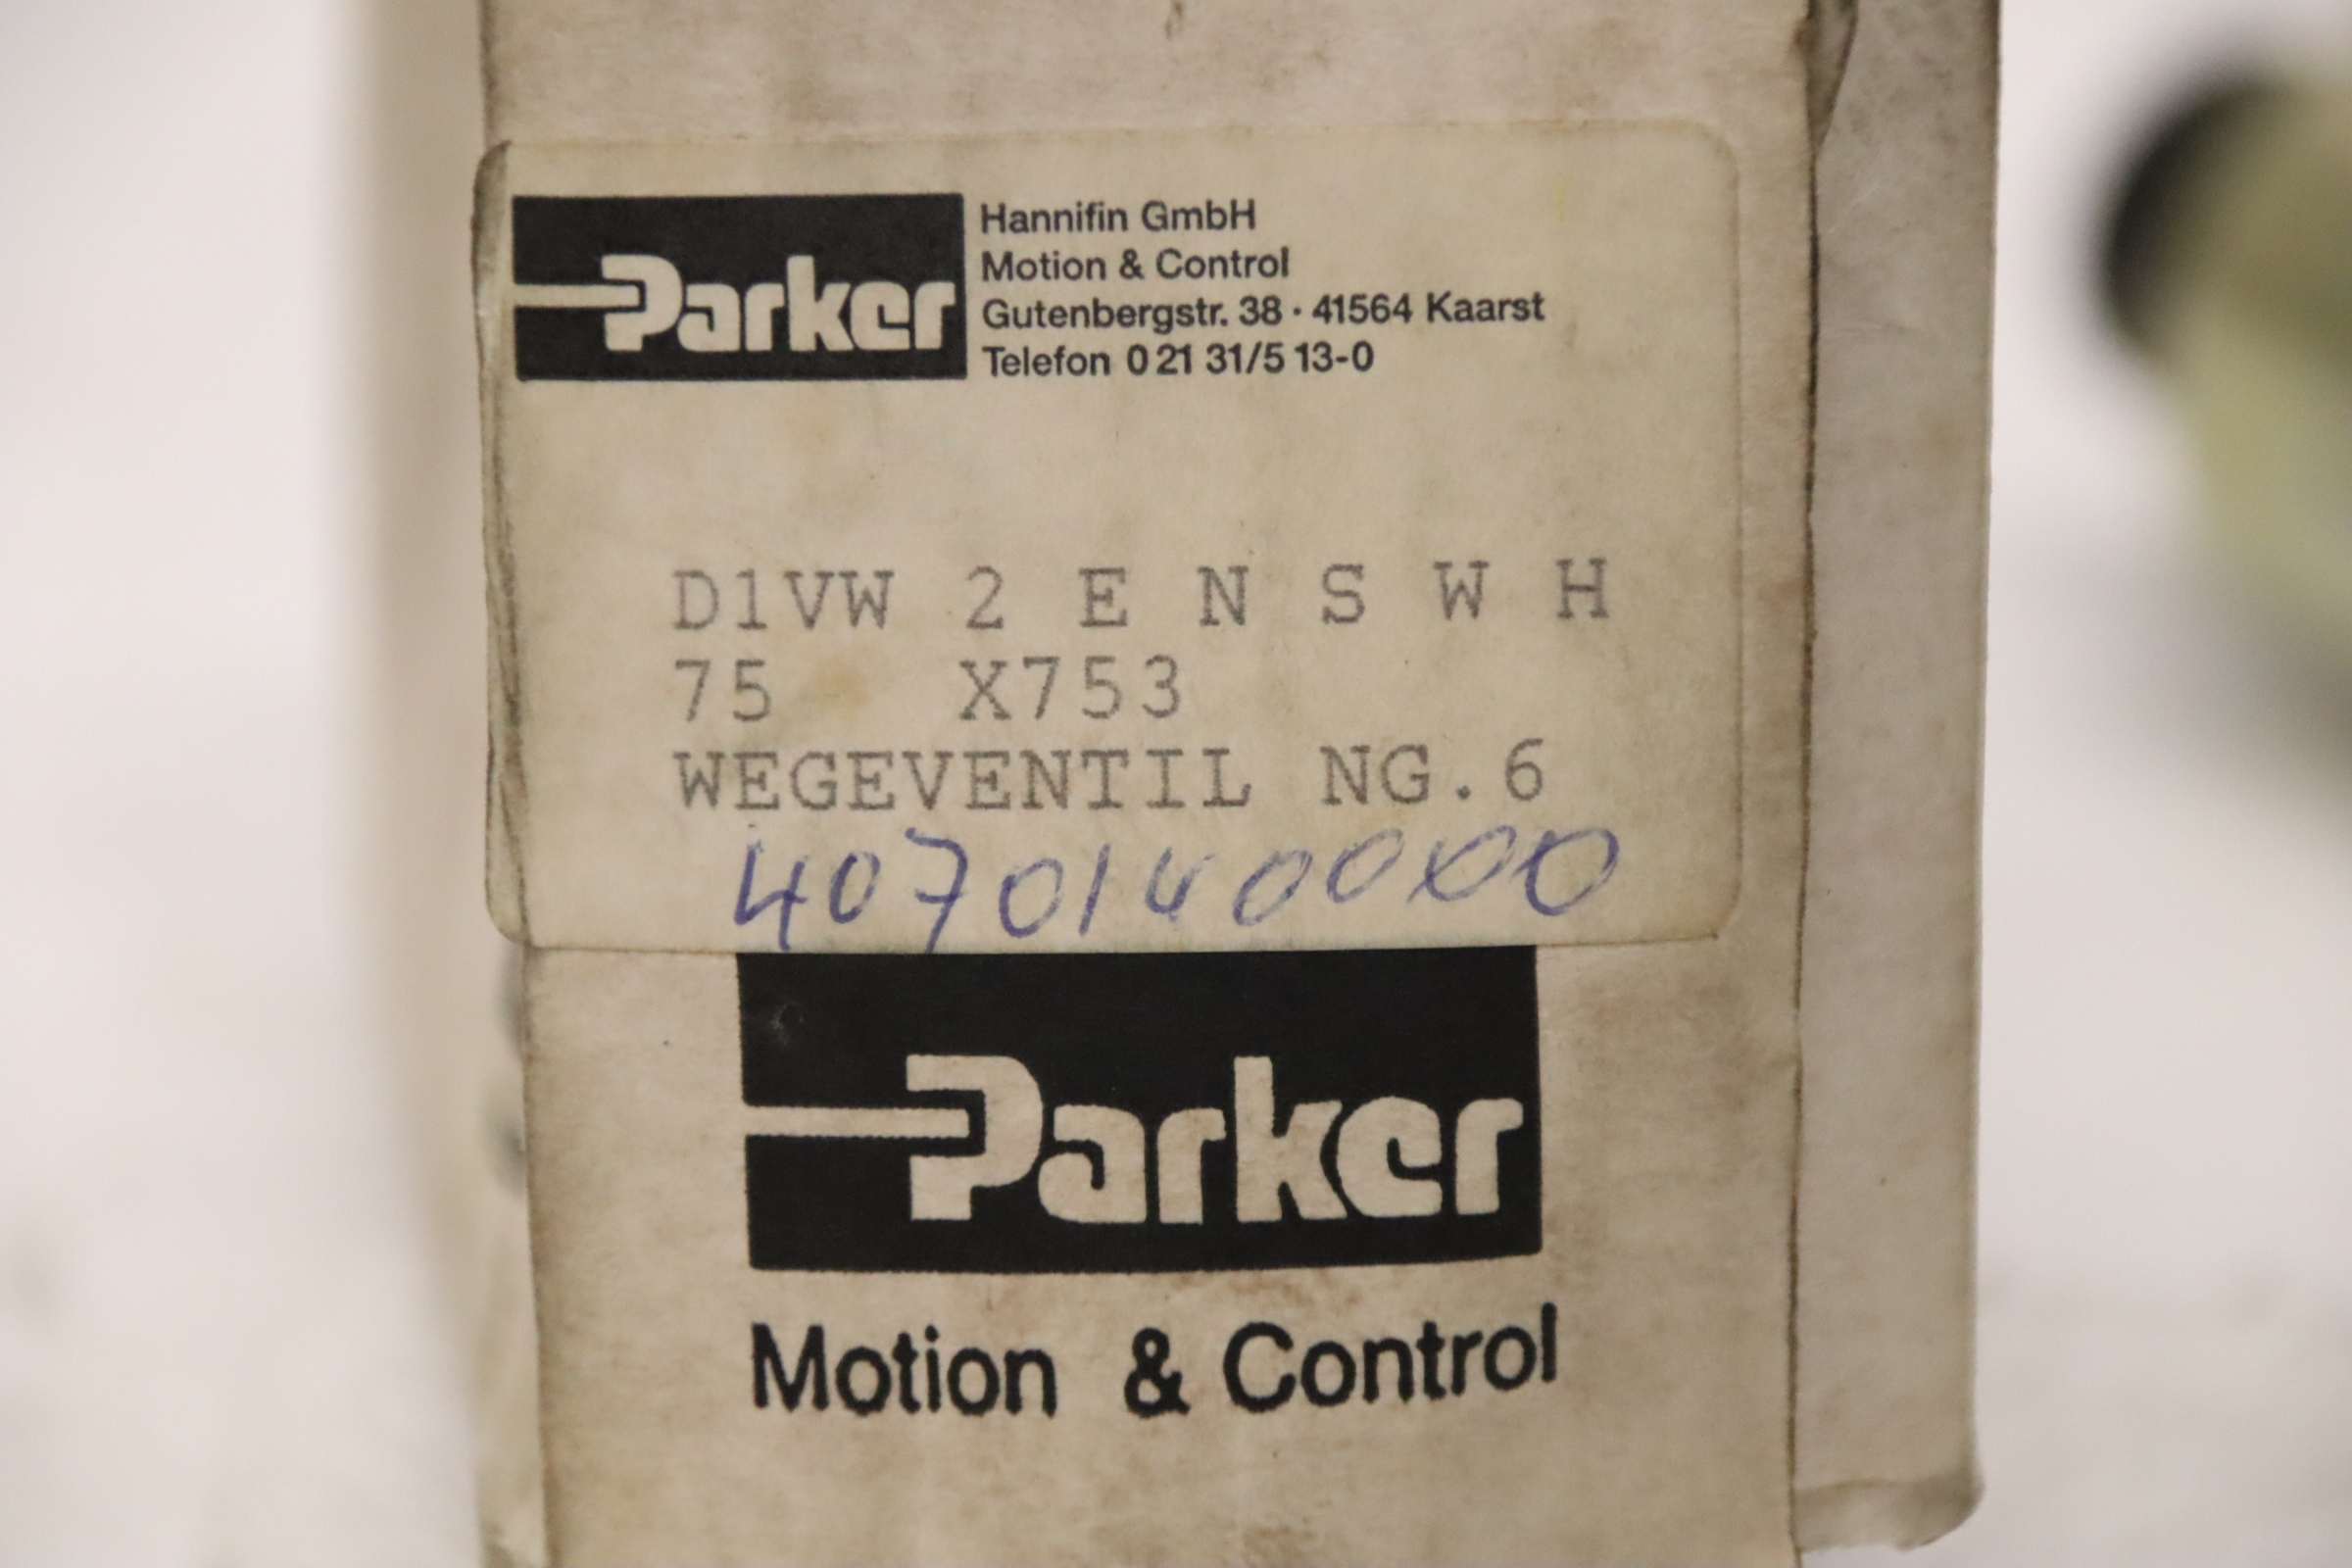 Parker
Hannifin GmbH
Motion & Control
Gutenbergstr. 38 · 41564 Kaarst
Telefon 0 21 31/5 13-0
D1VW 2 E N S W H
75 X753
WEGEVENTIL NG.6
4070140000
Parker
Motion & Control